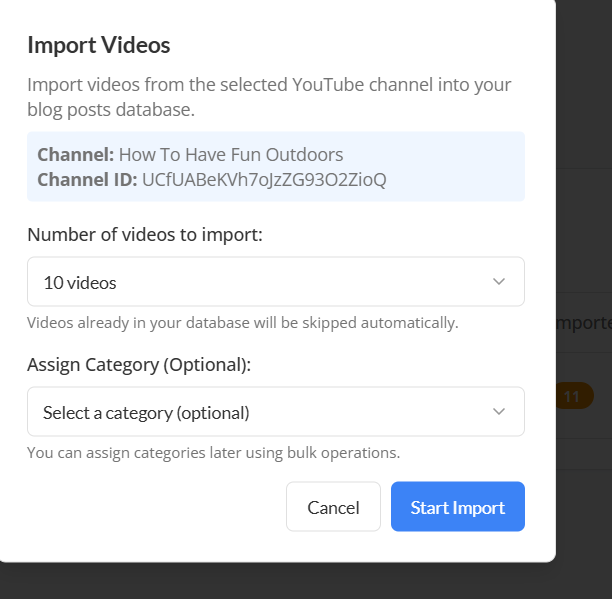 Import Videos
Import videos from the selected YouTube channel into your
blog posts database.
Channel: How To Have Fun Outdoors
Channel ID: UCfUABeKVh7oJzZG93O2ZioQ
Number of videos to import:
10 videos
Videos already in your database will be skipped automatically.
mporte
Assign Category (Optional):
11
Select a category (optional)
You can assign categories later using bulk operations.
Cancel
Start Import